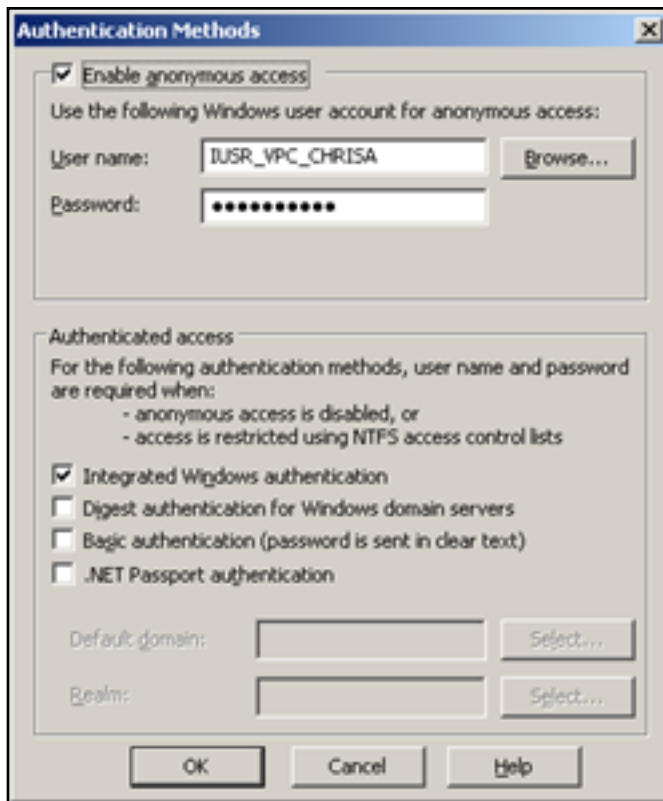 Authentication Methods
Enable anonymous access
Use the following Windows user account for anonymous access:
User name: IUSR_VPC_CHRISA Browse...
Password: ●●●●●●●●●●
Authenticated access
For the following authentication methods, user name and password
are required when:
- anonymous access is disabled, or
- access is restricted using NTFS access control lists
Integrated Windows authentication
Digest authentication for Windows domain servers
Basic authentication (password is sent in clear text)
.NET Passport authentication
Default domain: Select...
Realm: Select...
OK Cancel Help